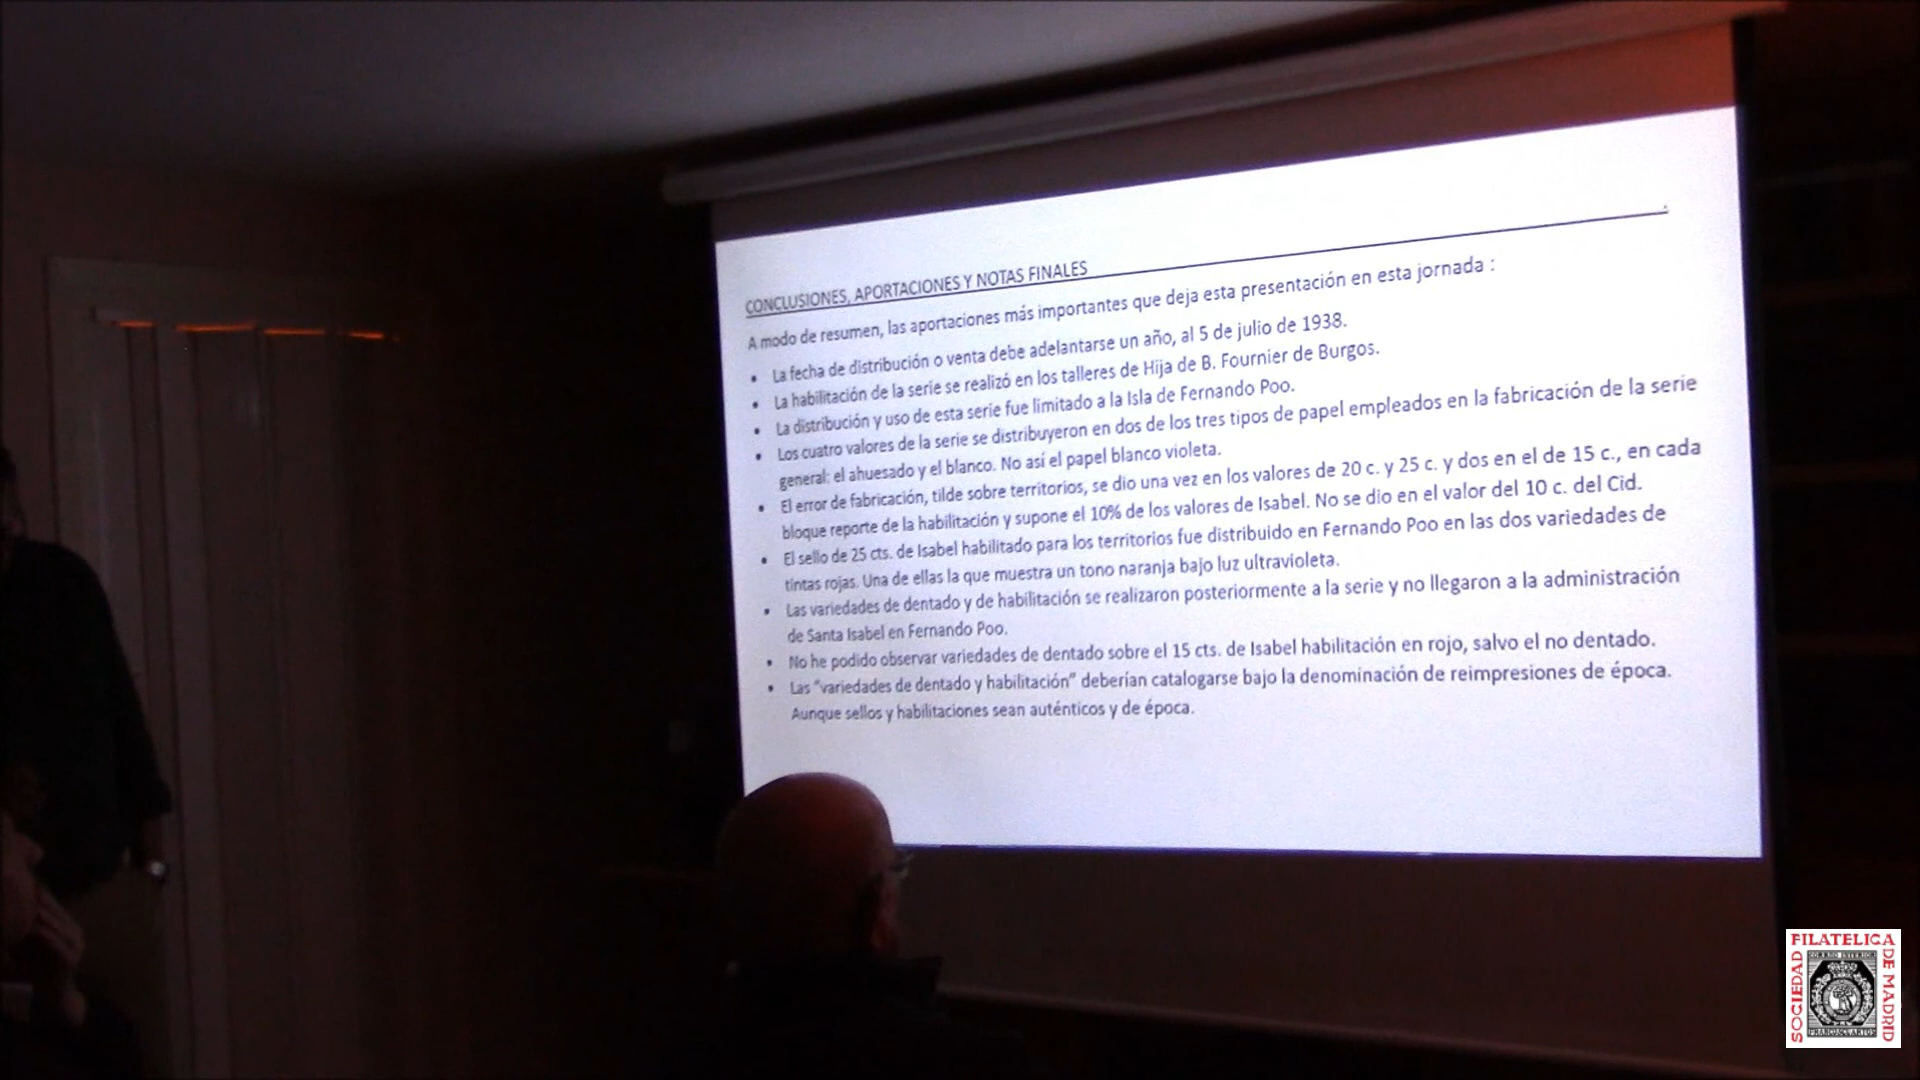 CONCLUSIONES, APORTACIONES Y NOTAS FINALES
A modo de resumen, las aportaciones más importantes que deja esta presentación en esta jornada :
• La fecha de distribución o venta debe adelantarse un año, al 5 de julio de 1938.
• La habilitación de la serie se realizó en los talleres de Hija de B. Fournier de Burgos.
• La distribución y uso de esta serie fue limitado a la Isla de Fernando Poo.
• Los cuatro valores de la serie se distribuyeron en dos de los tres tipos de papel empleados en la fabricación de la serie
general: el ahuesado y el blanco. No así el papel blanco violeta.
• El error de fabricación, tilde sobre territorios, se dio una vez en los valores de 20 c. y 25 c. y dos en el de 15 c., en cada
bloque reporte de la habilitación y supone el 10% de los valores de Isabel. No se dio en el valor del 10 c. del Cid.
• El sello de 25 cts. de Isabel habilitado para los territorios fue distribuido en Fernando Poo en las dos variedades de
tintas rojas. Una de ellas la que muestra un tono naranja bajo luz ultravioleta.
• Las variedades de dentado y de habilitación se realizaron posteriormente a la serie y no llegaron a la administración
de Santa Isabel en Fernando Poo.
• No he podido observar variedades de dentado sobre el 15 cts. de Isabel habilitación en rojo, salvo el no dentado.
• Las “variedades de dentado y habilitación” deberían catalogarse bajo la denominación de reimpresiones de época.
Aunque sellos y habilitaciones sean auténticos y de época.
SOCIEDAD
FILATELICA
DE MADRID
CORREO INTERIOR
FRANCO 6 CUARTOS